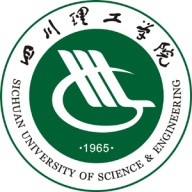 四川理工学院
SICHUAN UNIVERSITY OF SCIENCE & ENGINEERING
·1965·